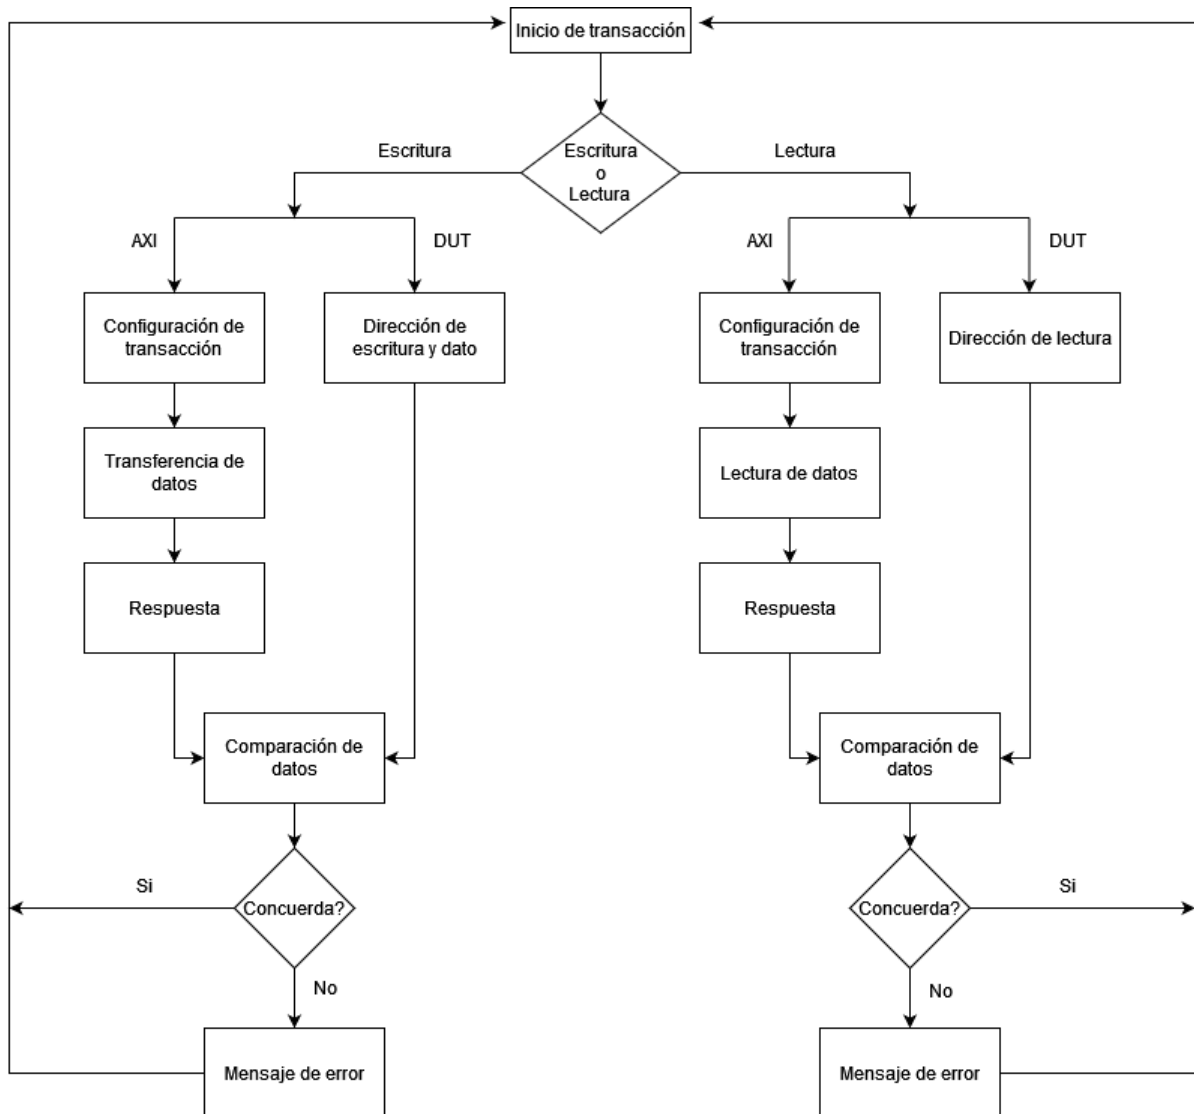 Inicio de transacción
Escritura
Escritura
o
Lectura
Lectura
AXI
DUT
AXI
DUT
Configuración de
transacción
Dirección de
escritura y dato
Configuración de
transacción
Dirección de lectura
Transferencia de
datos
Lectura de datos
Respuesta
Respuesta
Comparación de
datos
Comparación de
datos
Si
Concuerda?
Concuerda?
Si
No
No
Mensaje de error
Mensaje de error